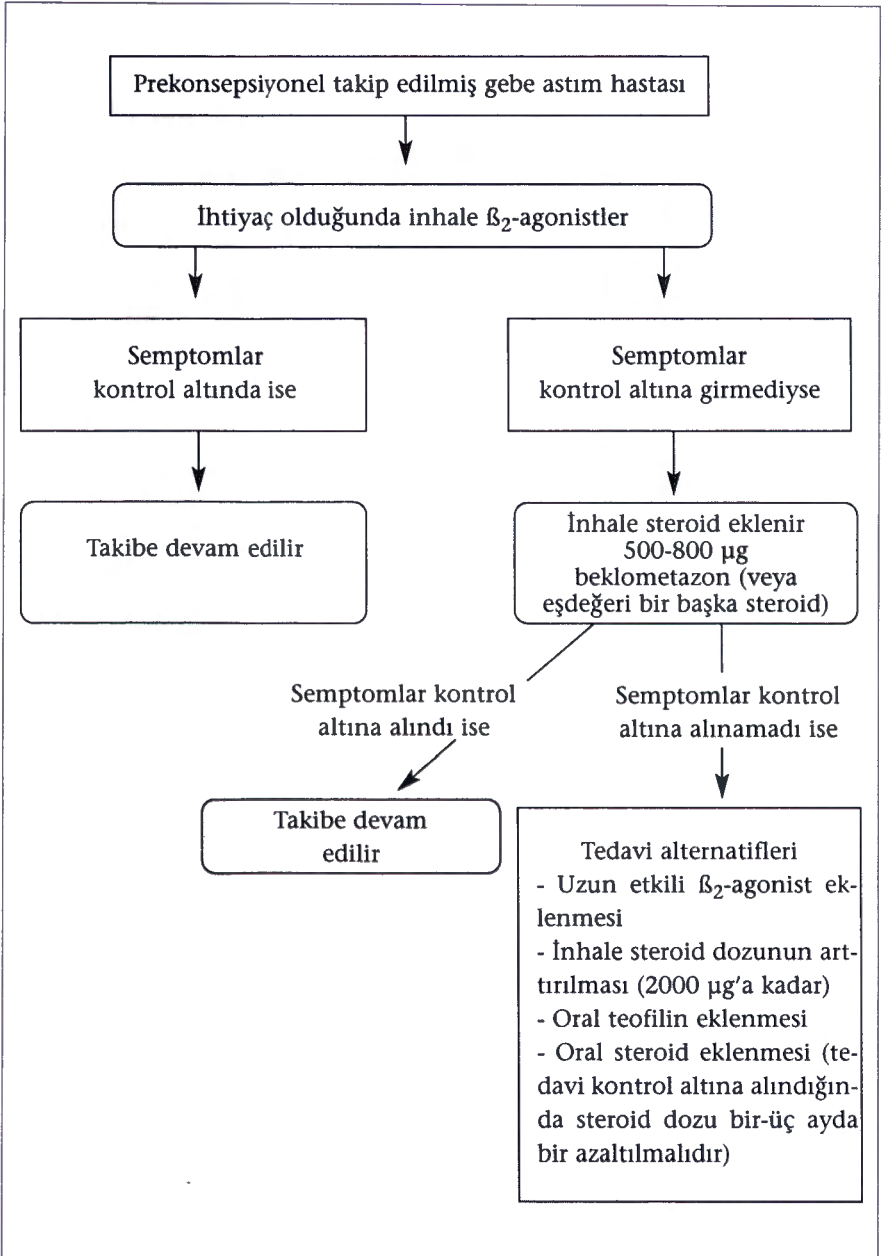 Prekonsepsiyonel takip edilmiş gebe astım hastası
İhtiyaç olduğunda inhale ß₂-agonistler
Semptomlar
kontrol altında ise
Semptomlar
kontrol altına girmediyse
Takibe devam edilir
İnhale steroid eklenir
500-800 µg
beklometazon (veya
eşdeğeri bir başka steroid)
Semptomlar kontrol
altına alındı ise
Semptomlar kontrol
altına alınamadı ise
Takibe devam
edilir
Tedavi alternatifleri
- Uzun etkili ß₂-agonist ek-
lenmesi
- İnhale steroid dozunun art-
tırılması (2000 µg'a kadar)
- Oral teofilin eklenmesi
- Oral steroid eklenmesi (te-
davi kontrol altına alındığın-
da steroid dozu bir-üç ayda
bir azaltılmalıdır)